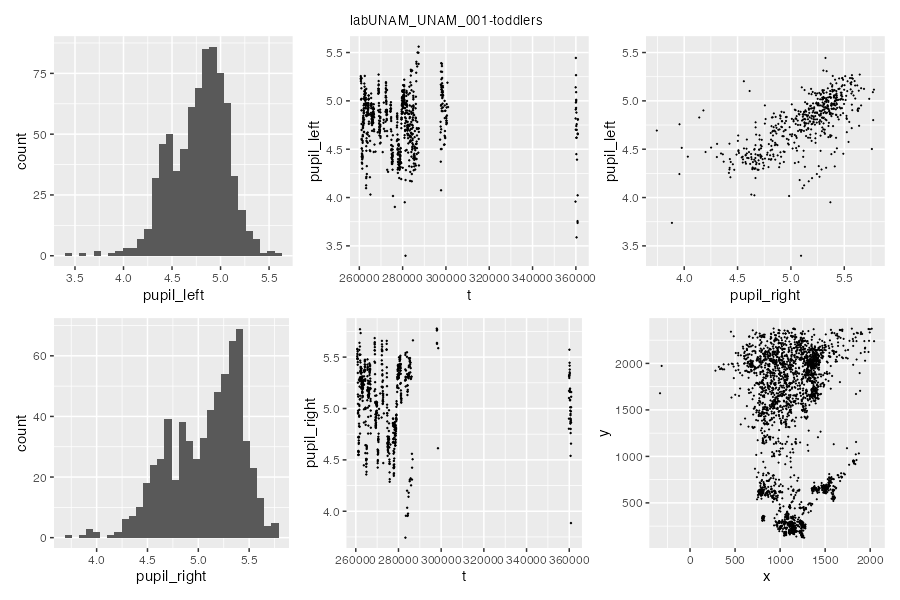 labUNAM_UNAM_001-toddlers
count
75
50
25
0
3.5 4.0 4.5 5.0 5.5
pupil_left
pupil_left
5.5
5.0
4.5
4.0
3.5
260000 280000 300000 320000 340000 360000
t
pupil_left
5.5
5.0
4.5
4.0
3.5
4.0 4.5 5.0 5.5
pupil_right
count
60
40
20
0
4.0 4.5 5.0 5.5
pupil_right
pupil_right
5.5
5.0
4.5
4.0
260000 280000 300000 320000 340000 360000
t
y
2000
1500
1000
500
0 500 1000 1500 2000
x